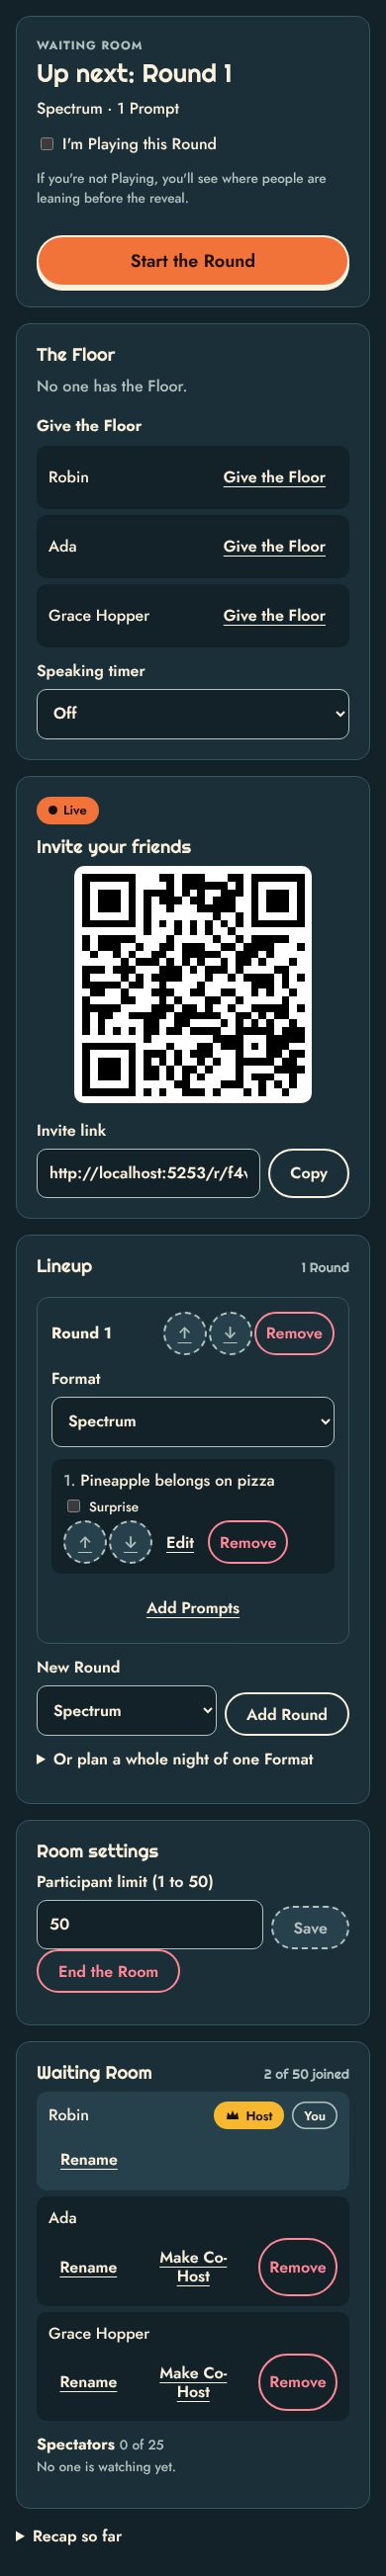 WAITING ROOM
Up next: Round 1
Spectrum · 1 Prompt
I'm Playing this Round
If you're not Playing, you'll see where people are
leaning before the reveal.
Start the Round
The Floor
No one has the Floor.
Give the Floor
Robin Give the Floor
Ada Give the Floor
Grace Hopper Give the Floor
Speaking timer
Off
Live
Invite your friends
Invite link
http://localhost:5253/r/f4 Copy
Lineup 1 Round
Round 1 ↑ ↓ Remove
Format
Spectrum
1. Pineapple belongs on pizza
Surprise
↑ ↓ Edit Remove
Add Prompts
New Round
Spectrum Add Round
Or plan a whole night of one Format
Room settings
Participant limit (1 to 50)
50 Save
End the Room
Waiting Room 2 of 50 joined
Robin Host You
Rename
Ada
Rename Make Co-
Host Remove
Grace Hopper
Rename Make Co-
Host Remove
Spectators 0 of 25
No one is watching yet.
Recap so far